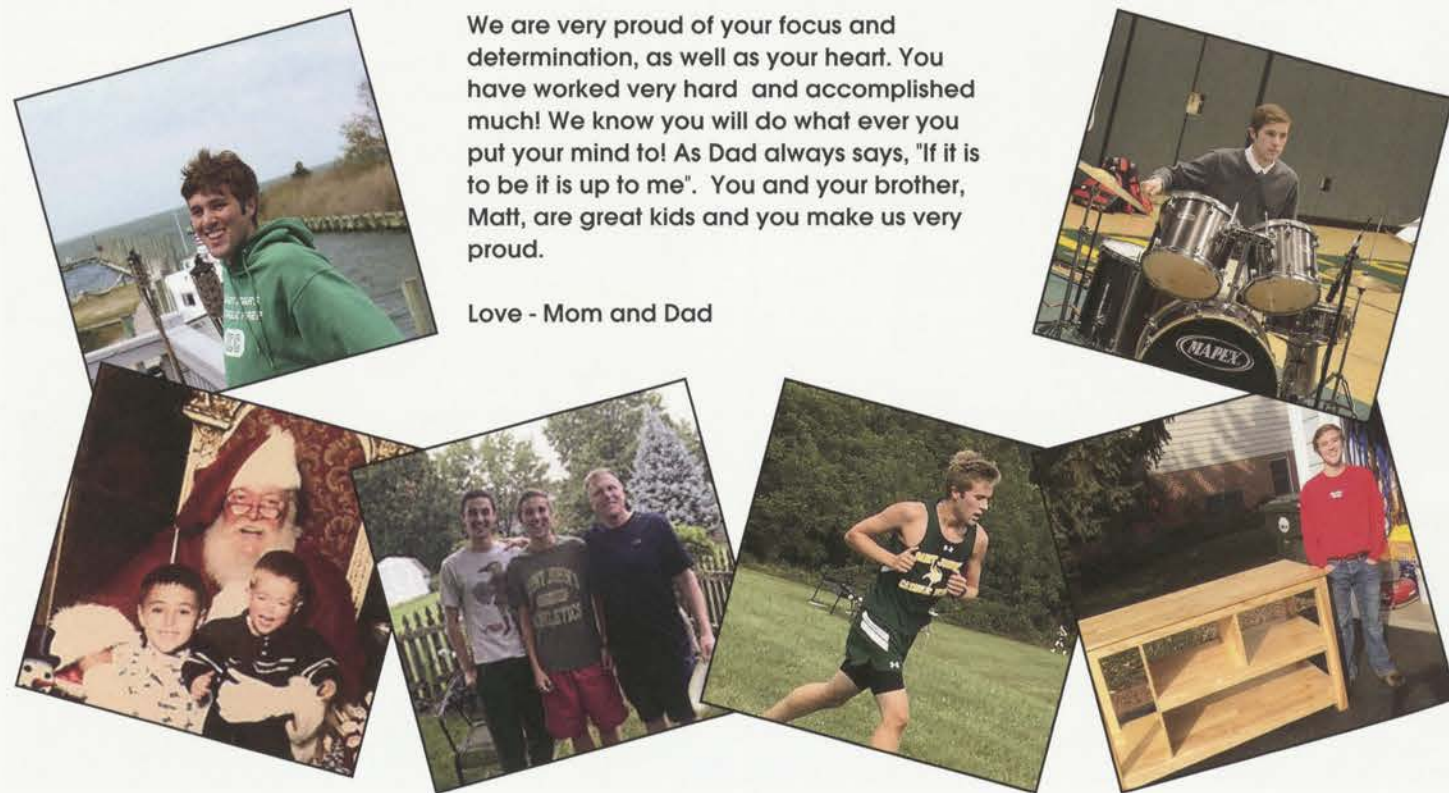 We are very proud of your focus and
determination, as well as your heart. You
have worked very hard  and accomplished
much! We know you will do what ever you
put your mind to! As Dad always says, "If it is
to be it is up to me".  You and your brother,
Matt, are great kids and you make us very
proud.
Love - Mom and Dad
MAPEX